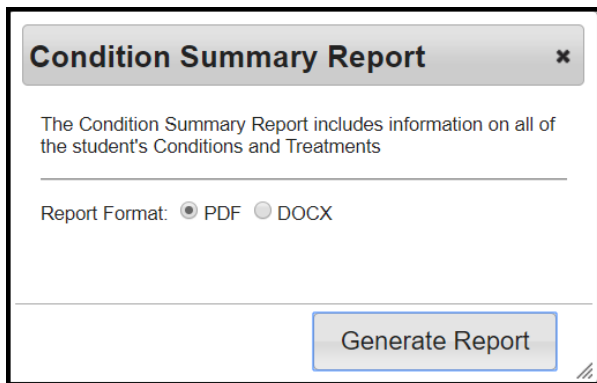 Condition Summary Report
The Condition Summary Report includes information on all of
the student's Conditions and Treatments
Report Format: PDF DOCX
Generate Report